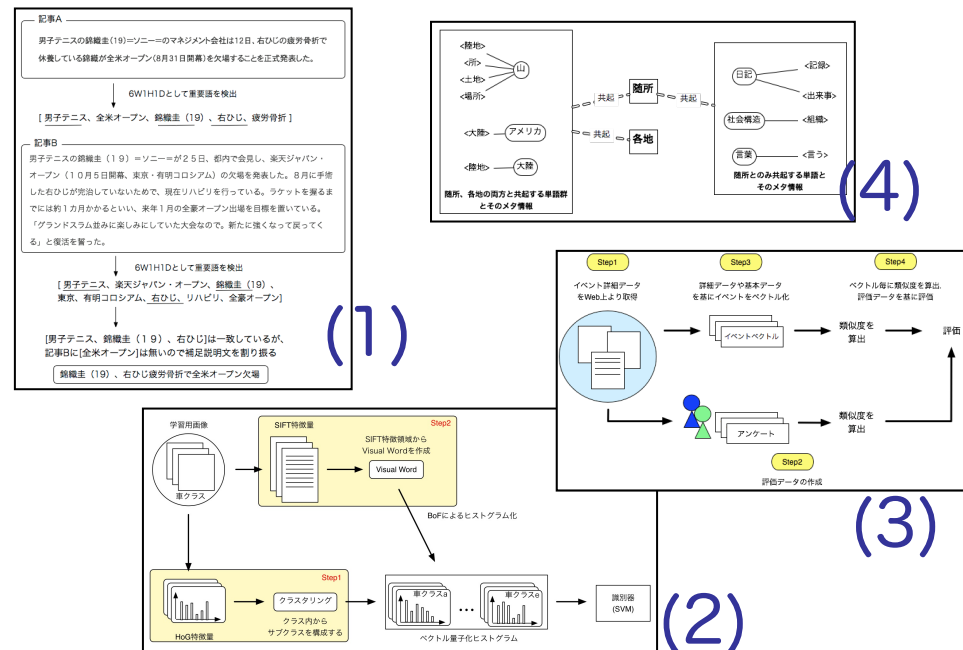 記事A
男子テニスの錦織圭(19)=ソニー=のマネジメント会社は12日、右ひじの疲労骨折で
休養している錦織が全米オープン(8月31日開幕)を欠場することを正式発表した。
6W1H1Dとして重要語を検出
[ 男子テニス、全米オープン、錦織圭（19）、右ひじ、疲労骨折 ]
記事B
男子テニスの錦織圭（１９）＝ソニー＝が２５日、都内で会見し、楽天ジャパン・
オープン（１０月５日開幕、東京・有明コロシアム）の欠場を発表した。８月に手術
した右ひじが完治していないためで、現在リハビリを行っている。ラケットを握るま
でには約１カ月かかるといい、来年１月の全豪オープン出場を目標を置いている。
「グランドスラム並みに楽しみにしていた大会なので。新たに強くなって戻ってく
る」と復活を誓った。
6W1H1Dとして重要語を検出
[ 男子テニス、楽天ジャパン・オープン、錦織圭（１９）、
東京、有明コロシアム、右ひじ、リハビリ、全豪オープン]
[男子テニス、錦織圭（１９）、右ひじ]は一致しているが、
記事Bに[全米オープン]は無いので補足説明文を割り振る
錦織圭（19）、右ひじ疲労骨折で全米オープン欠場
(1)
<陸地>
<所>
<土地>
<場所>
山
<大陸>
アメリカ
<陸地>
大陸
随所、各地の両方と共起する単語群
とそのメタ情報
共起
随所
共起
共起
各地
日記
<記録>
<出来事>
社会構造
<組織>
言葉
<言う>
随所とのみ共起する単語と
そのメタ情報
(4)
Step1
イベント詳細データ
をWeb上より取得
Step3
詳細データや基本データ
を基にイベントをベクトル化
Step4
ベクトル毎に類似度を算出,
評価データを基に評価
イベントベクトル
類似度を
算出
評価
アンケート
類似度を
算出
Step2
評価データの作成
(3)
学習用画像
車クラス
SIFT特徴量
Step2
SIFT特徴領域から
Visual Wordを作成
Visual Word
BoFによるヒストグラム化
Step1
HoG特徴量
クラスタリング
クラス内から
サブクラスを構成する
車クラスa
…
車クラスe
ベクトル量子化ヒストグラム
識別器
(SVM)
(2)